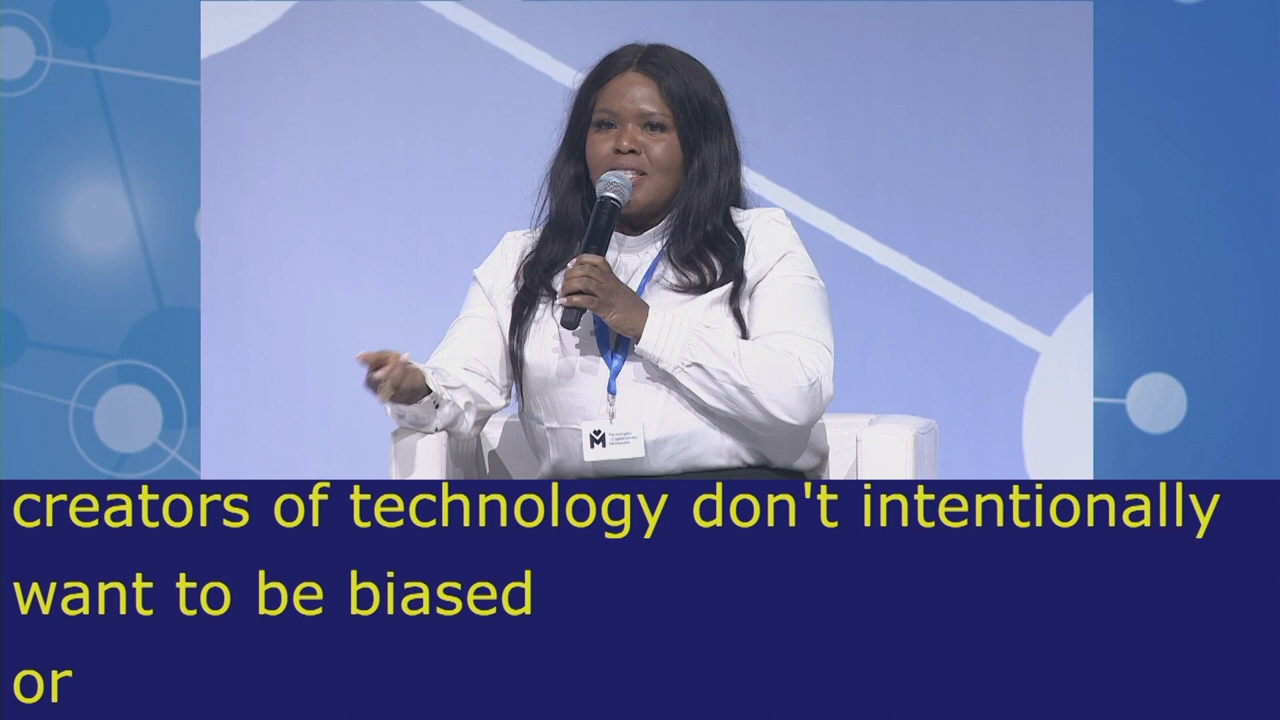 M
creators of technology don't intentionally
want to be biased
or